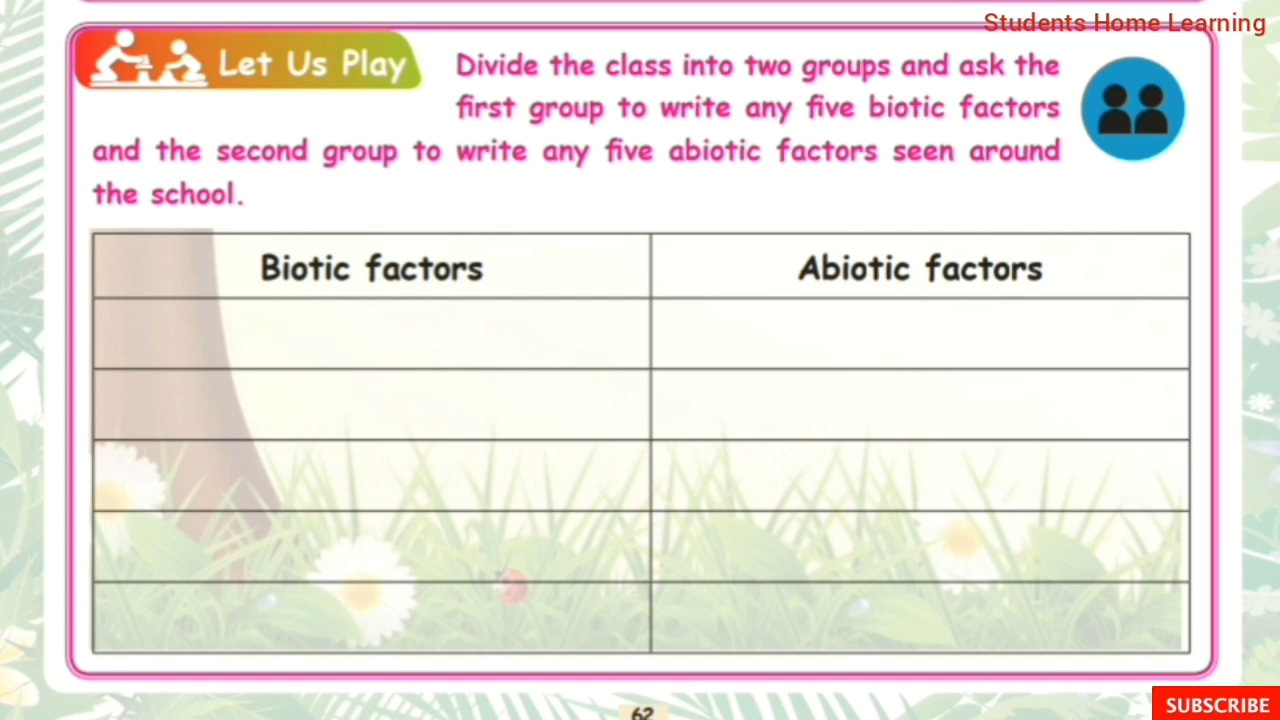 Students Home Learning
Let Us Play
Divide the class into two groups and ask the
first group to write any five biotic factors
and the second group to write any five abiotic factors seen around
the school.
Biotic factors
Abiotic factors
62
SUBSCRIBE